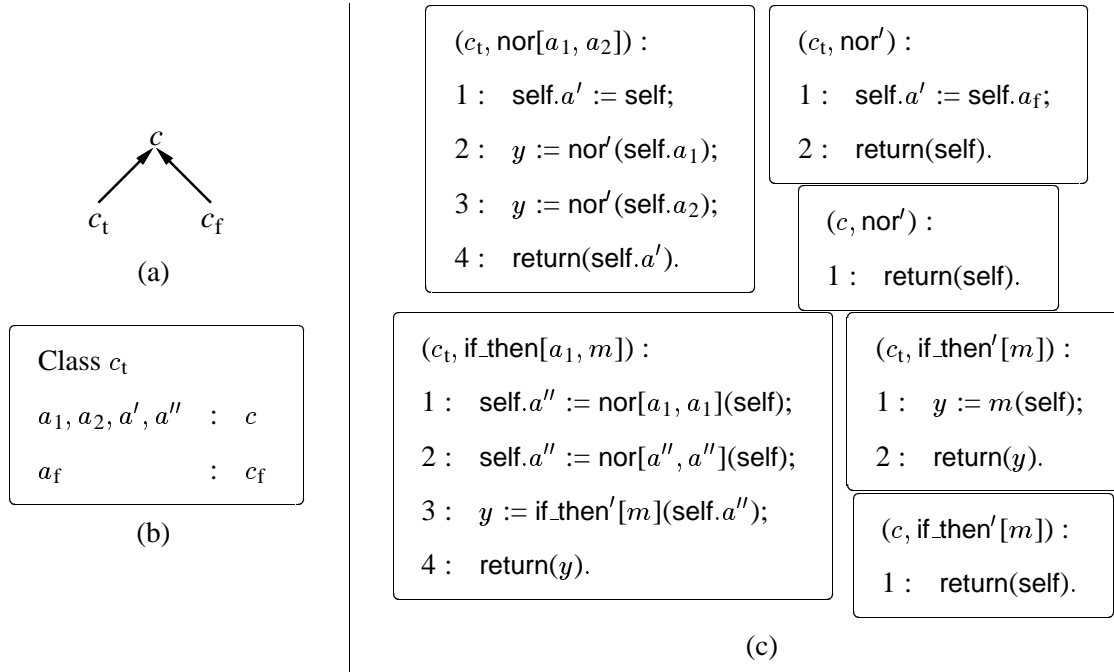 c
c_t c_f
(a)
Class c_t
a_1, a_2, a′, a″ : c
a_f : c_f
(b)
(c_t, nor[a_1, a_2]) :
1 : self.a′ := self;
2 : y := nor′(self.a_1);
3 : y := nor′(self.a_2);
4 : return(self.a′).
(c_t, nor′) :
1 : self.a′ := self.a_f;
2 : return(self).
(c, nor′) :
1 : return(self).
(c_t, if_then[a_1, m]) :
1 : self.a″ := nor[a_1, a_1](self);
2 : self.a″ := nor[a″, a″](self);
3 : y := if_then′[m](self.a″);
4 : return(y).
(c_t, if_then′[m]) :
1 : y := m(self);
2 : return(y).
(c, if_then′[m]) :
1 : return(self).
(c)